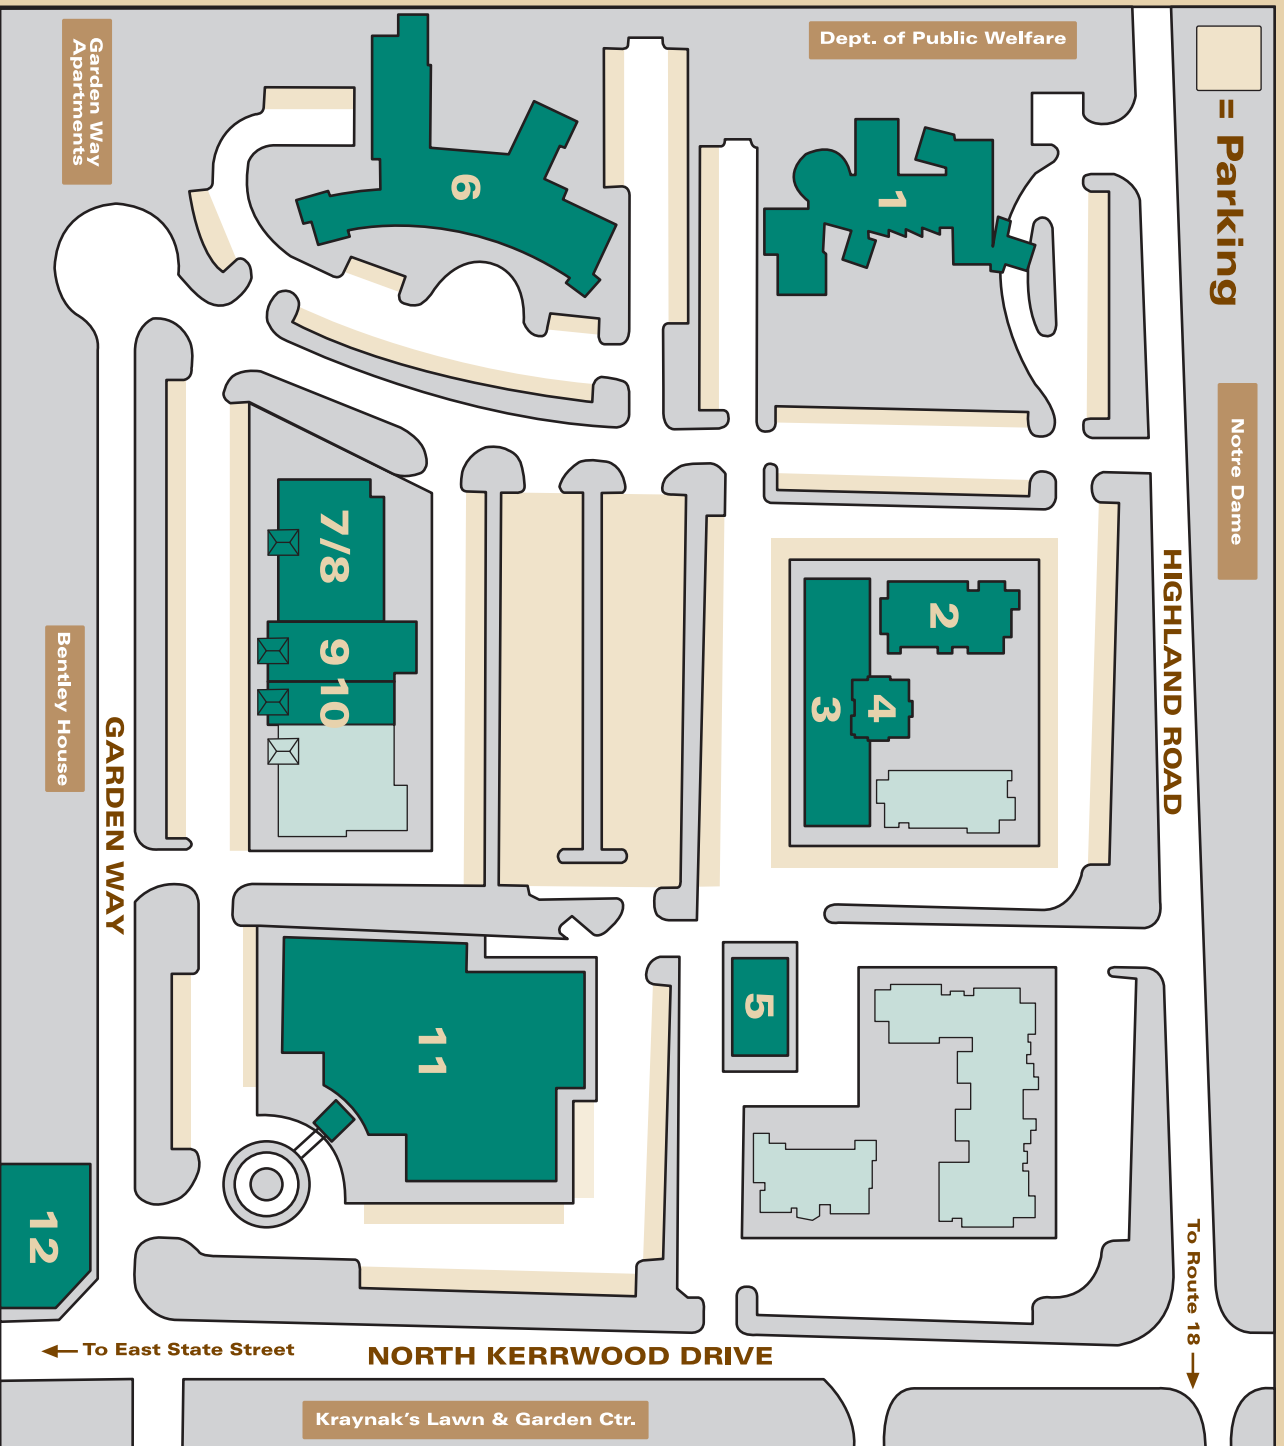 Garden Way
Apartments
Dept. of Public Welfare
= Parking
6
1
Notre Dame
7/8
9
10
2
3
4
HIGHLAND ROAD
Bentley House
GARDEN WAY
5
11
12
To Route 18
To East State Street
NORTH KERRWOOD DRIVE
Kraynak's Lawn & Garden Ctr.